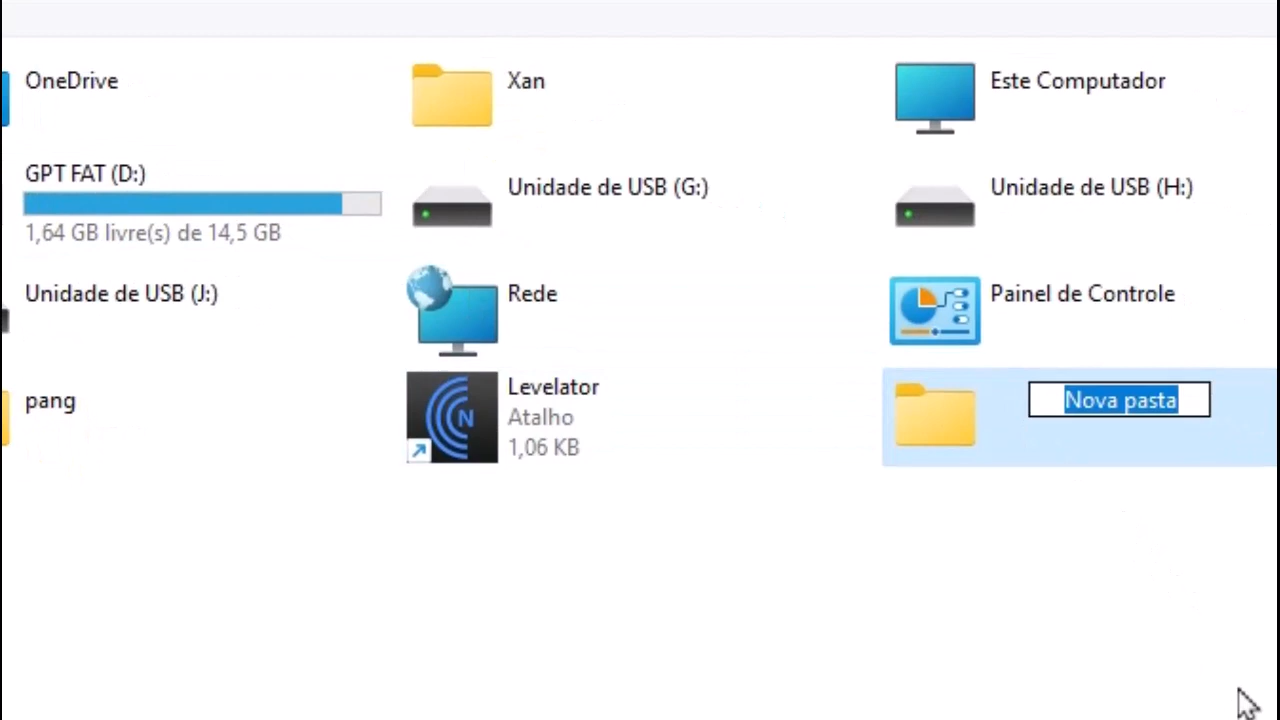 OneDrive
Xan
Este Computador
GPT FAT (D:)
1,64 GB livre(s) de 14,5 GB
Unidade de USB (G:)
Unidade de USB (H:)
Unidade de USB (J:)
Rede
Painel de Controle
pang
Levelator
Atalho
1,06 KB
N
Nova pasta